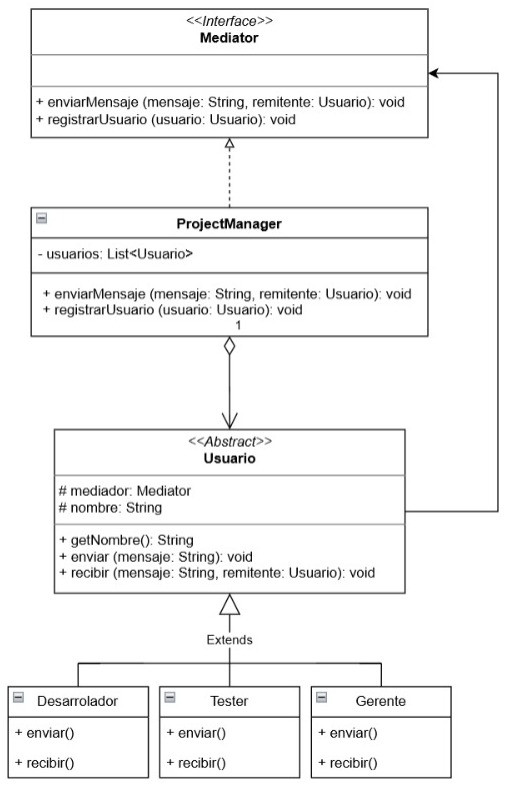 <<Interface>>
Mediator
+ enviarMensaje (mensaje: String, remitente: Usuario): void
+ registrarUsuario (usuario: Usuario): void
ProjectManager
- usuarios: List<Usuario>
+ enviarMensaje (mensaje: String, remitente: Usuario): void
+ registrarUsuario (usuario: Usuario): void
1
<<Abstract>>
Usuario
# mediador: Mediator
# nombre: String
+ getNombre(): String
+ enviar (mensaje: String): void
+ recibir (mensaje: String, remitente: Usuario): void
Extends
Desarrolador
+ enviar()
+ recibir()
Tester
+ enviar()
+ recibir()
Gerente
+ enviar()
+ recibir()